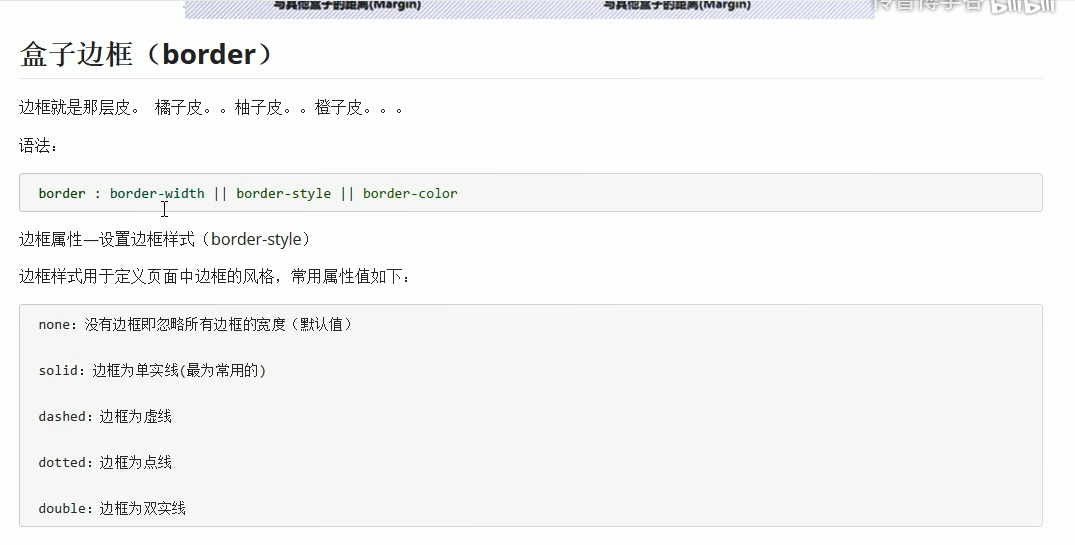 与其他盒子的距离(Margin) 与其他盒子的距离(Margin) 传智博客 bilibili
盒子边框（border）
边框就是那层皮。 橘子皮。。柚子皮。。橙子皮。。。
语法：
border : border-width || border-style || border-color
边框属性—设置边框样式（border-style）
边框样式用于定义页面中边框的风格，常用属性值如下：
none：没有边框即忽略所有边框的宽度（默认值）
solid：边框为单实线(最为常用的)
dashed：边框为虚线
dotted：边框为点线
double：边框为双实线